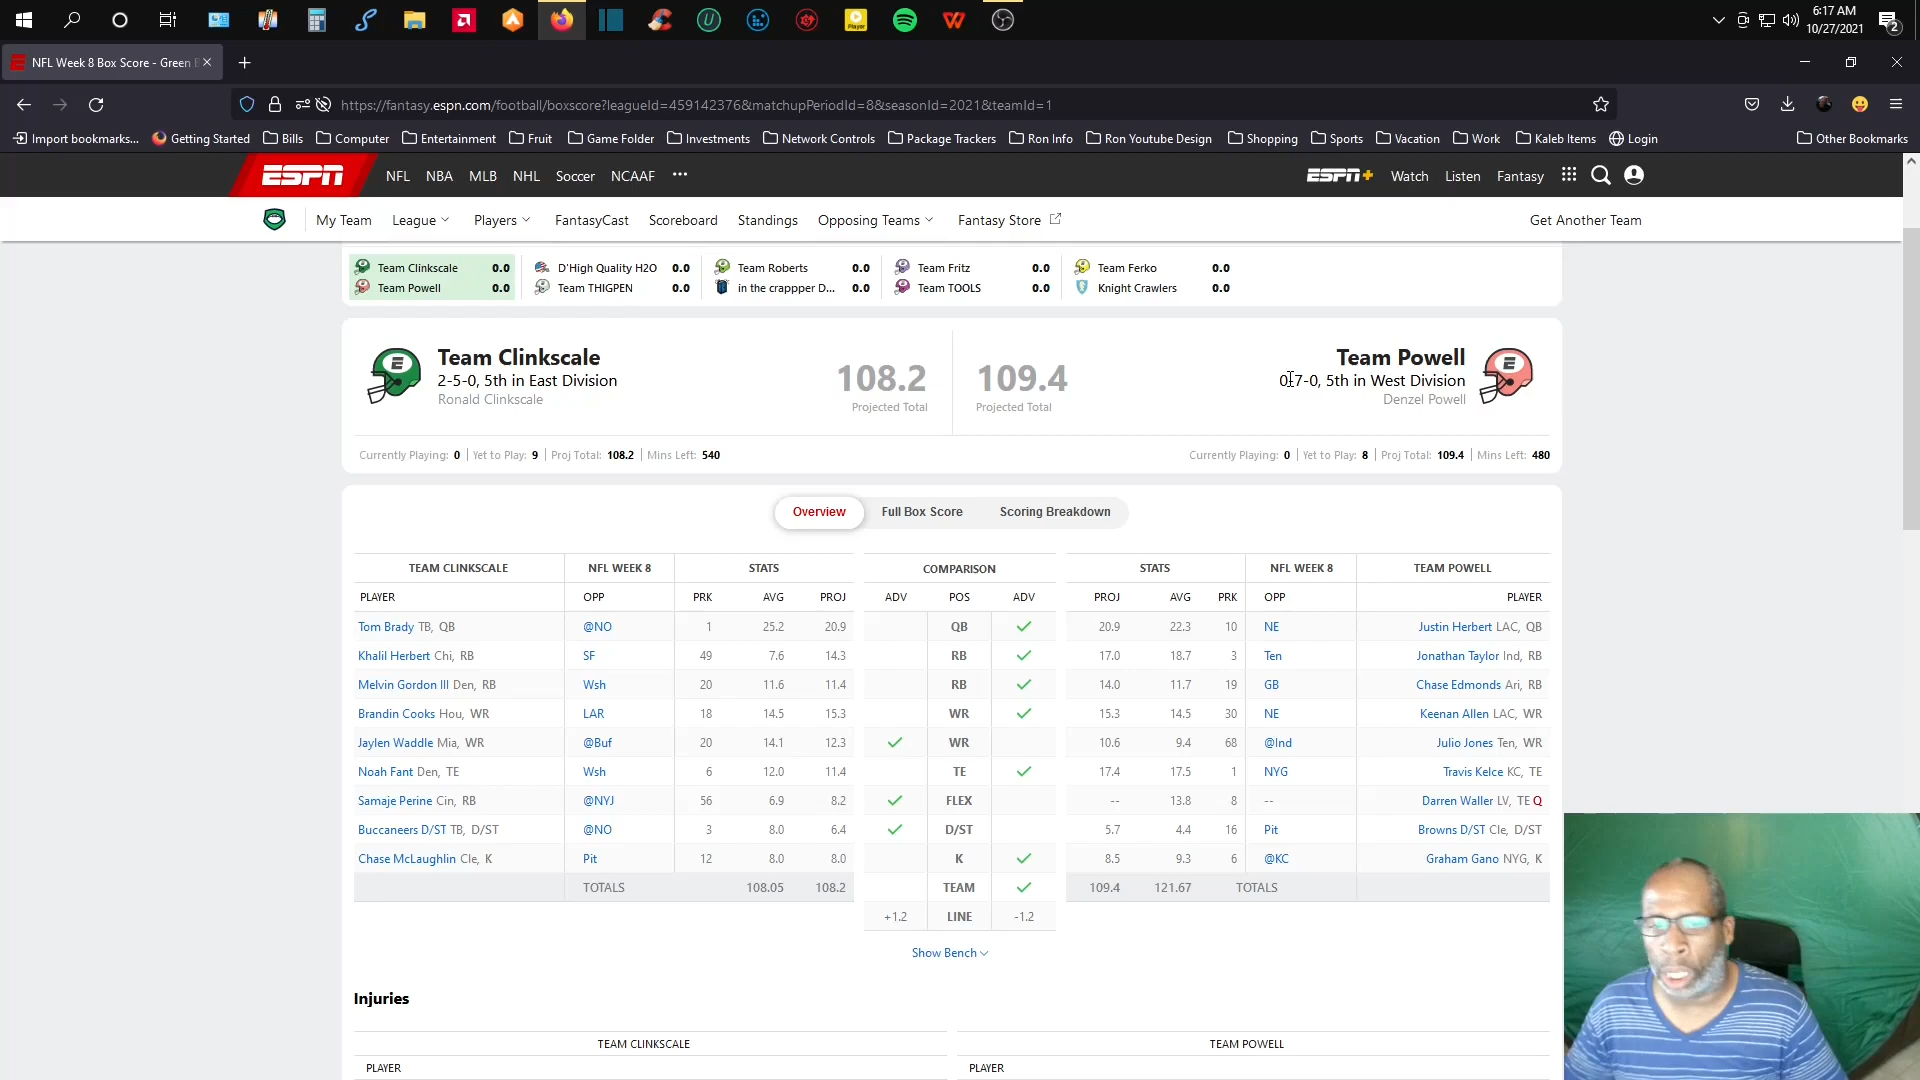 6:17 AM
10/27/2021
2
NFL Week 8 Box Score - Green B
https://fantasy.espn.com/football/boxscore?leagueId=459142376&matchupPeriodId=8&seasonId=2021&teamId=1
Import bookmarks... Getting Started Bills Computer Entertainment Fruit Game Folder Investments Network Controls Package Trackers Ron Info Ron Youtube Design Shopping Sports Vacation Work Kaleb Items Login Other Bookmarks
ESPN NFL NBA MLB NHL Soccer NCAAF ESPN+ Watch Listen Fantasy
My Team League Players FantasyCast Scoreboard Standings Opposing Teams Fantasy Store Get Another Team
Team Clinkscale 0.0 D'High Quality H2O 0.0 Team Roberts 0.0 Team Fritz 0.0 Team Ferko 0.0
Team Powell 0.0 Team THIGPEN 0.0 in the crappper D... 0.0 Team TOOLS 0.0 Knight Crawlers 0.0
Team Clinkscale 108.2 109.4 Team Powell
2-5-0, 5th in East Division 0-7-0, 5th in West Division
Ronald Clinkscale Projected Total Projected Total Denzel Powell
Currently Playing: 0 Yet to Play: 9 Proj Total: 108.2 Mins Left: 540 Currently Playing: 0 Yet to Play: 8 Proj Total: 109.4 Mins Left: 480
Overview Full Box Score Scoring Breakdown
TEAM CLINKSCALE NFL WEEK 8 STATS COMPARISON STATS NFL WEEK 8 TEAM POWELL
PLAYER OPP PRK AVG PROJ ADV POS ADV PROJ AVG PRK OPP PLAYER
Tom Brady TB, QB @NO 1 25.2 20.9 QB 20.9 22.3 10 NE Justin Herbert LAC, QB
Khalil Herbert Chi, RB SF 49 7.6 14.3 RB 17.0 18.7 3 Ten Jonathan Taylor Ind, RB
Melvin Gordon III Den, RB Wsh 20 11.6 11.4 RB 14.0 11.7 19 GB Chase Edmonds Ari, RB
Brandin Cooks Hou, WR LAR 18 14.5 15.3 WR 15.3 14.5 30 NE Keenan Allen LAC, WR
Jaylen Waddle Mia, WR @Buf 20 14.1 12.3 WR 10.6 9.4 68 @Ind Julio Jones Ten, WR
Noah Fant Den, TE Wsh 6 12.0 11.4 TE 17.4 17.5 1 NYG Travis Kelce KC, TE
Samaje Perine Cin, RB @NYJ 56 6.9 8.2 FLEX -- 13.8 8 -- Darren Waller LV, TE Q
Buccaneers D/ST TB, D/ST @NO 3 8.0 6.4 D/ST 5.7 4.4 16 Pit Browns D/ST Cle, D/ST
Chase McLaughlin Cle, K Pit 12 8.0 8.0 K 8.5 9.3 6 @KC Graham Gano NYG, K
TOTALS 108.05 108.2 TEAM 109.4 121.67 TOTALS
+1.2 LINE -1.2
Show Bench
Injuries
TEAM CLINKSCALE TEAM POWELL
PLAYER PLAYER